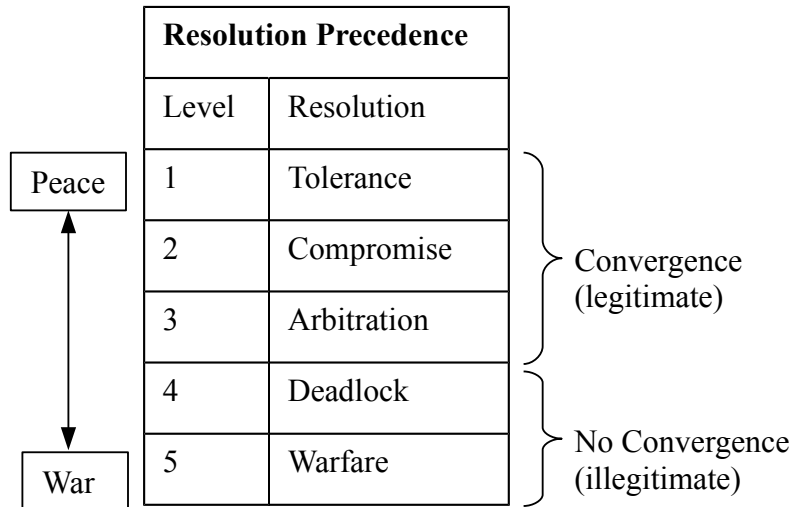 Resolution Precedence
Level Resolution
Peace
1 Tolerance
2 Compromise
3 Arbitration
Convergence
(legitimate)
4 Deadlock
5 Warfare
No Convergence
(illegitimate)
War